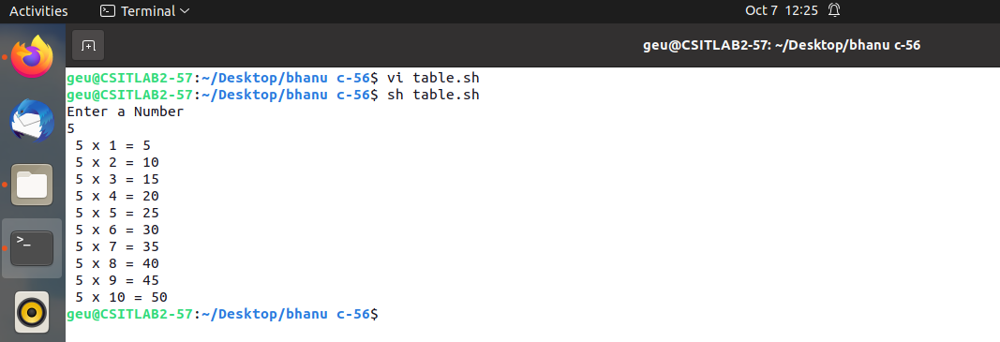 Activities
Terminal
Oct 7 12:25
geu@CSITLAB2-57: ~/Desktop/bhanu c-56
geu@CSITLAB2-57:~/Desktop/bhanu c-56$ vi table.sh
geu@CSITLAB2-57:~/Desktop/bhanu c-56$ sh table.sh
Enter a Number
5
5 x 1 = 5
5 x 2 = 10
5 x 3 = 15
5 x 4 = 20
5 x 5 = 25
5 x 6 = 30
5 x 7 = 35
5 x 8 = 40
5 x 9 = 45
5 x 10 = 50
geu@CSITLAB2-57:~/Desktop/bhanu c-56$